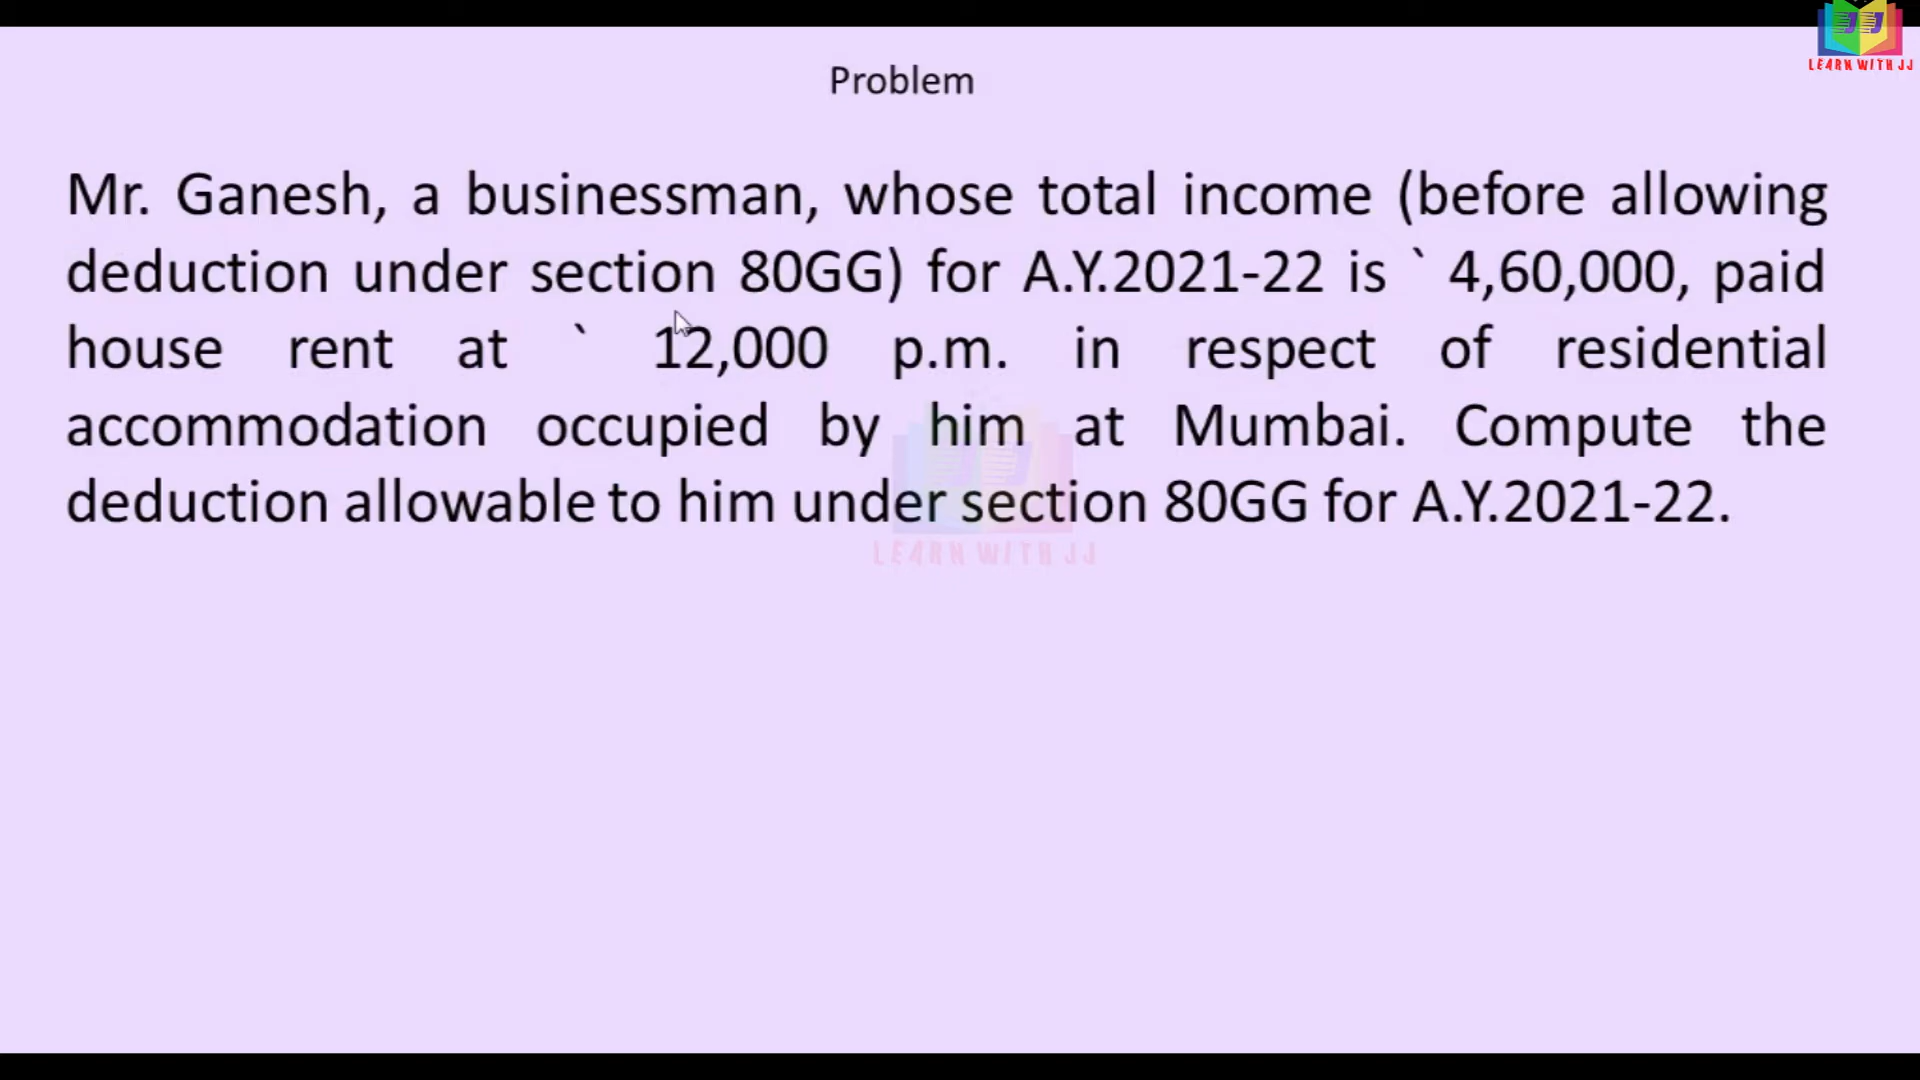 LEARN WITH JJ
Problem
Mr. Ganesh, a businessman, whose total income (before allowing
deduction under section 80GG) for A.Y.2021-22 is ` 4,60,000, paid
house rent at ` 12,000 p.m. in respect of residential
accommodation occupied by him at Mumbai. Compute the
deduction allowable to him under section 80GG for A.Y.2021-22.
LEARN WITH JJ